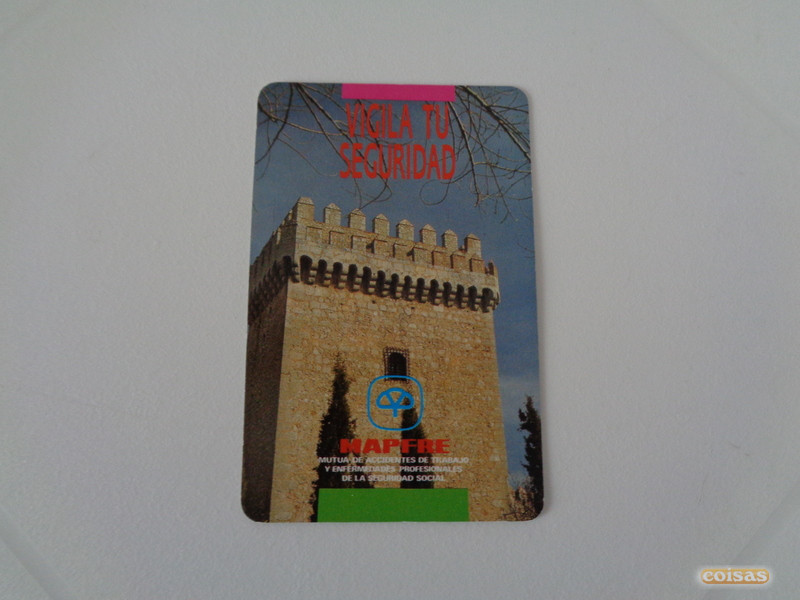 VIGILA TU
SEGURIDAD
MAPFRE
MUTUA DE ACCIDENTES DE TRABAJO
Y ENFERMEDADES PROFESIONALES
DE LA SEGURIDAD SOCIAL
coisas